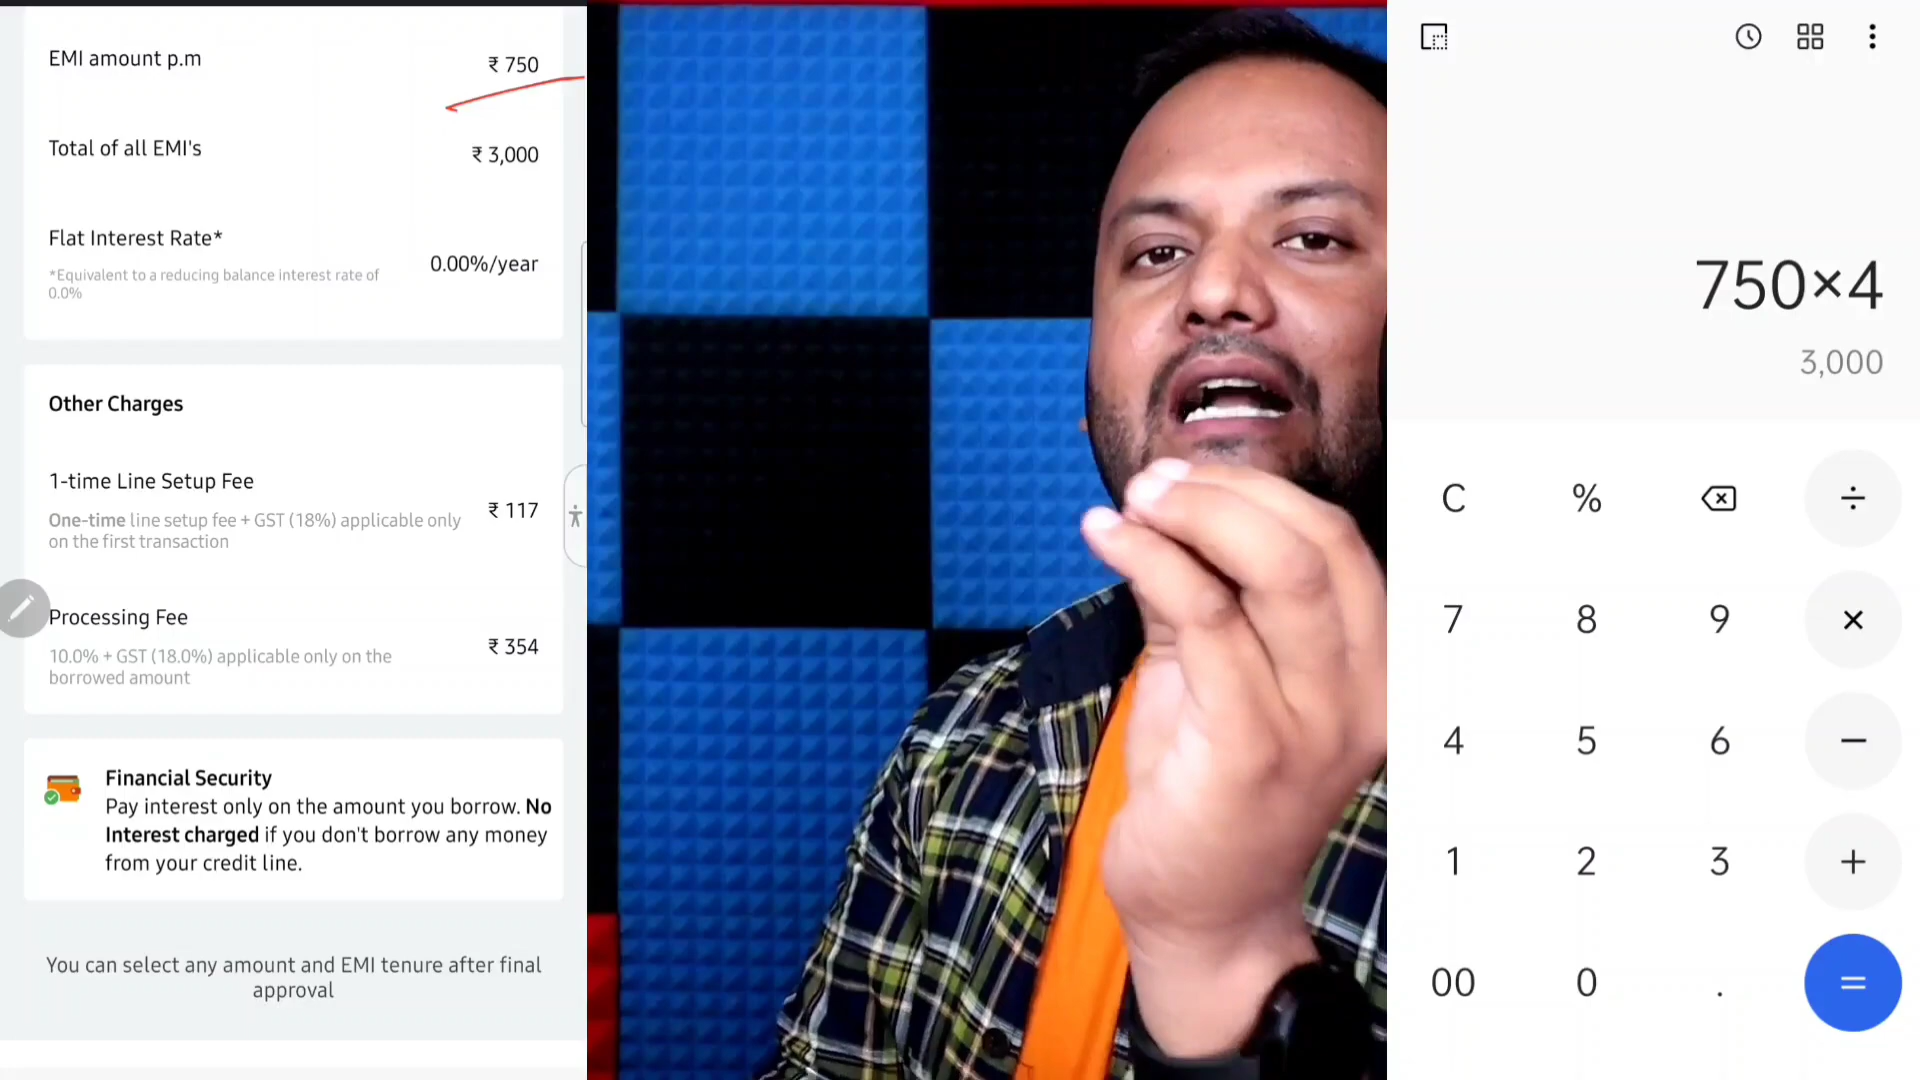 EMI amount p.m
₹ 750
Total of all EMI's
₹ 3,000
Flat Interest Rate*
*Equivalent to a reducing balance interest rate of
0.0%
0.00%/year
Other Charges
1-time Line Setup Fee
One-time line setup fee + GST (18%) applicable only
on the first transaction
₹ 117
Processing Fee
10.0% + GST (18.0%) applicable only on the
borrowed amount
₹ 354
Financial Security
Pay interest only on the amount you borrow. No
Interest charged if you don't borrow any money
from your credit line.
You can select any amount and EMI tenure after final
approval
750×4
3,000
C % ÷
7 8 9 ×
4 5 6 −
1 2 3 +
00 0 . =